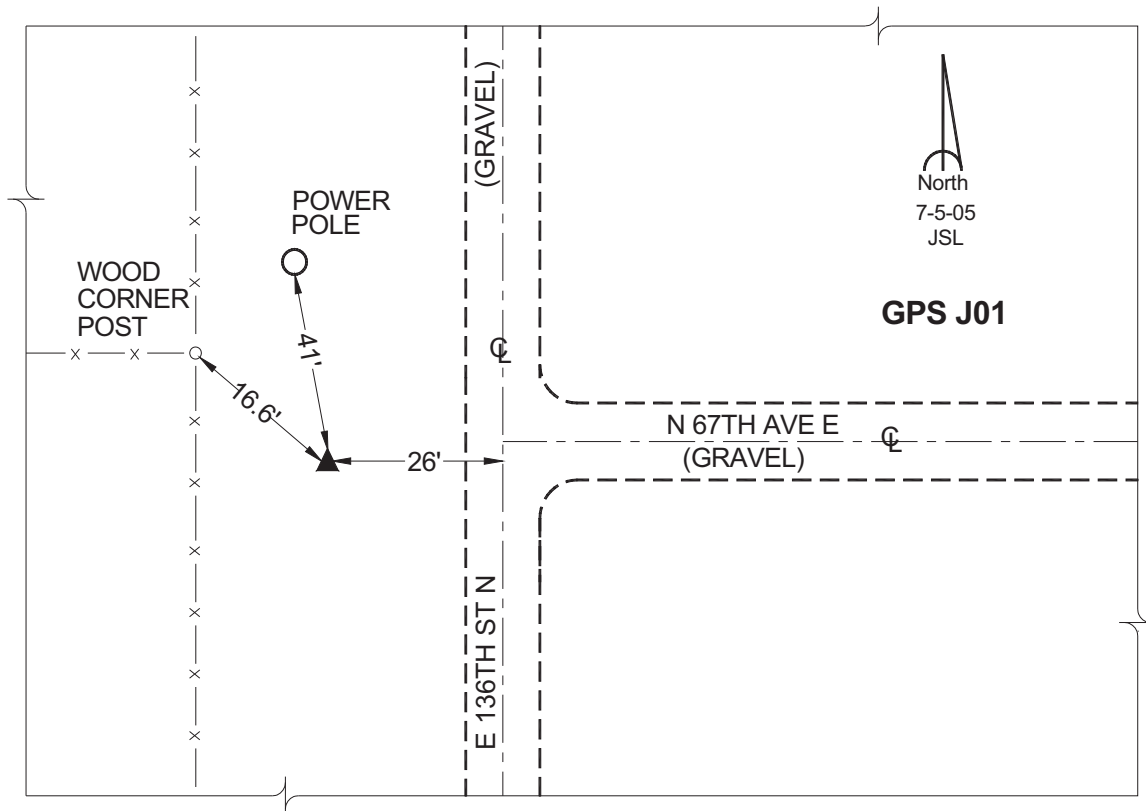 (GRAVEL)
POWER
POLE
North
7-5-05
JSL
WOOD
CORNER
POST
GPS J01
41'
℄
16.6'
N 67TH AVE E
℄
(GRAVEL)
26'
E 136TH ST N
x
x
x
x
x
x
x
x
x
x
x
x